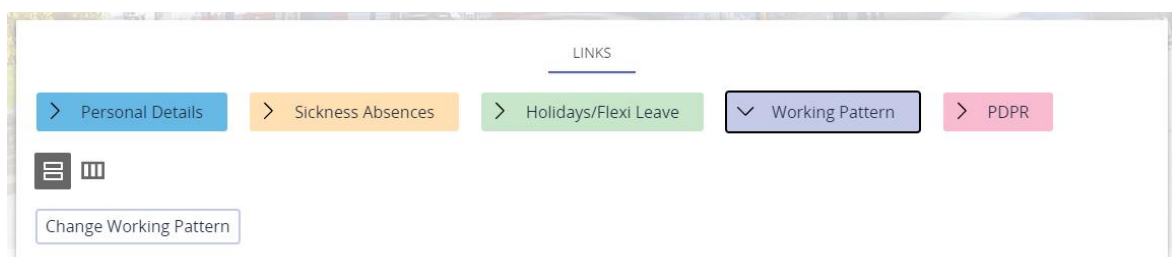 LINKS
Personal Details Sickness Absences Holidays/Flexi Leave Working Pattern PDPR
Change Working Pattern